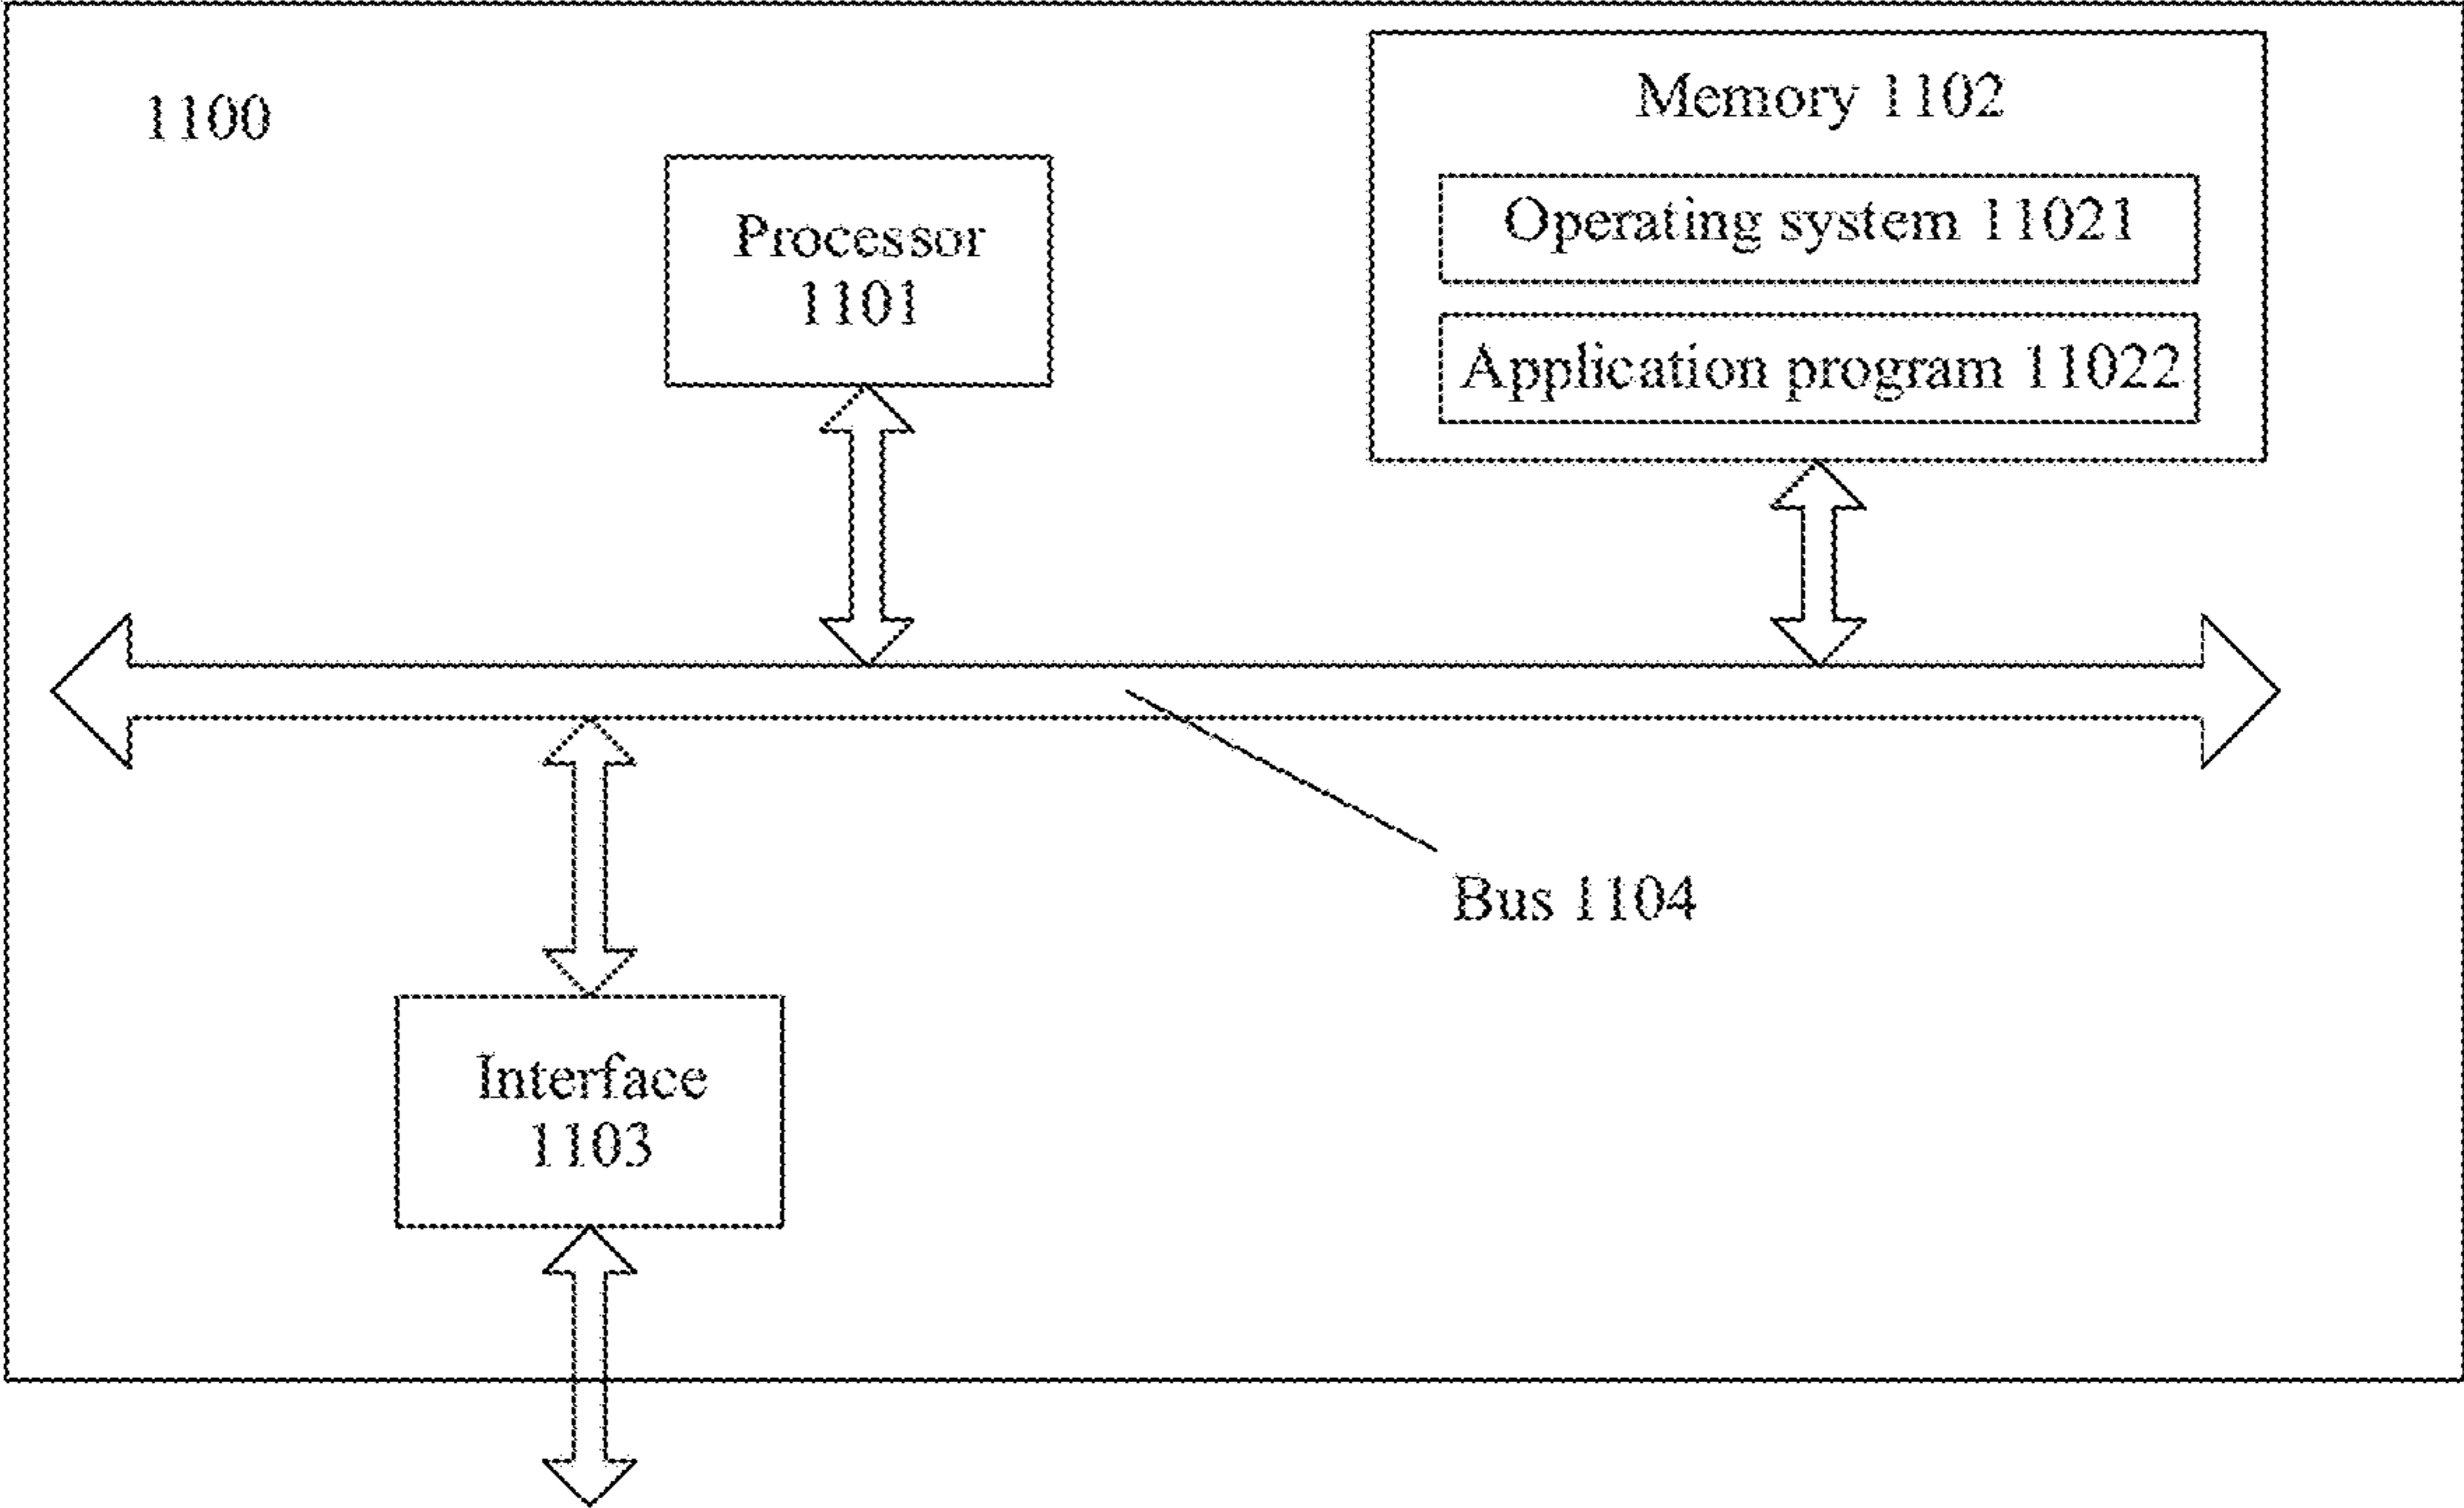 1100
Memory 1102
Operating system 11021
Application program 11022
Processor
1101
Bus 1104
Interface
1103